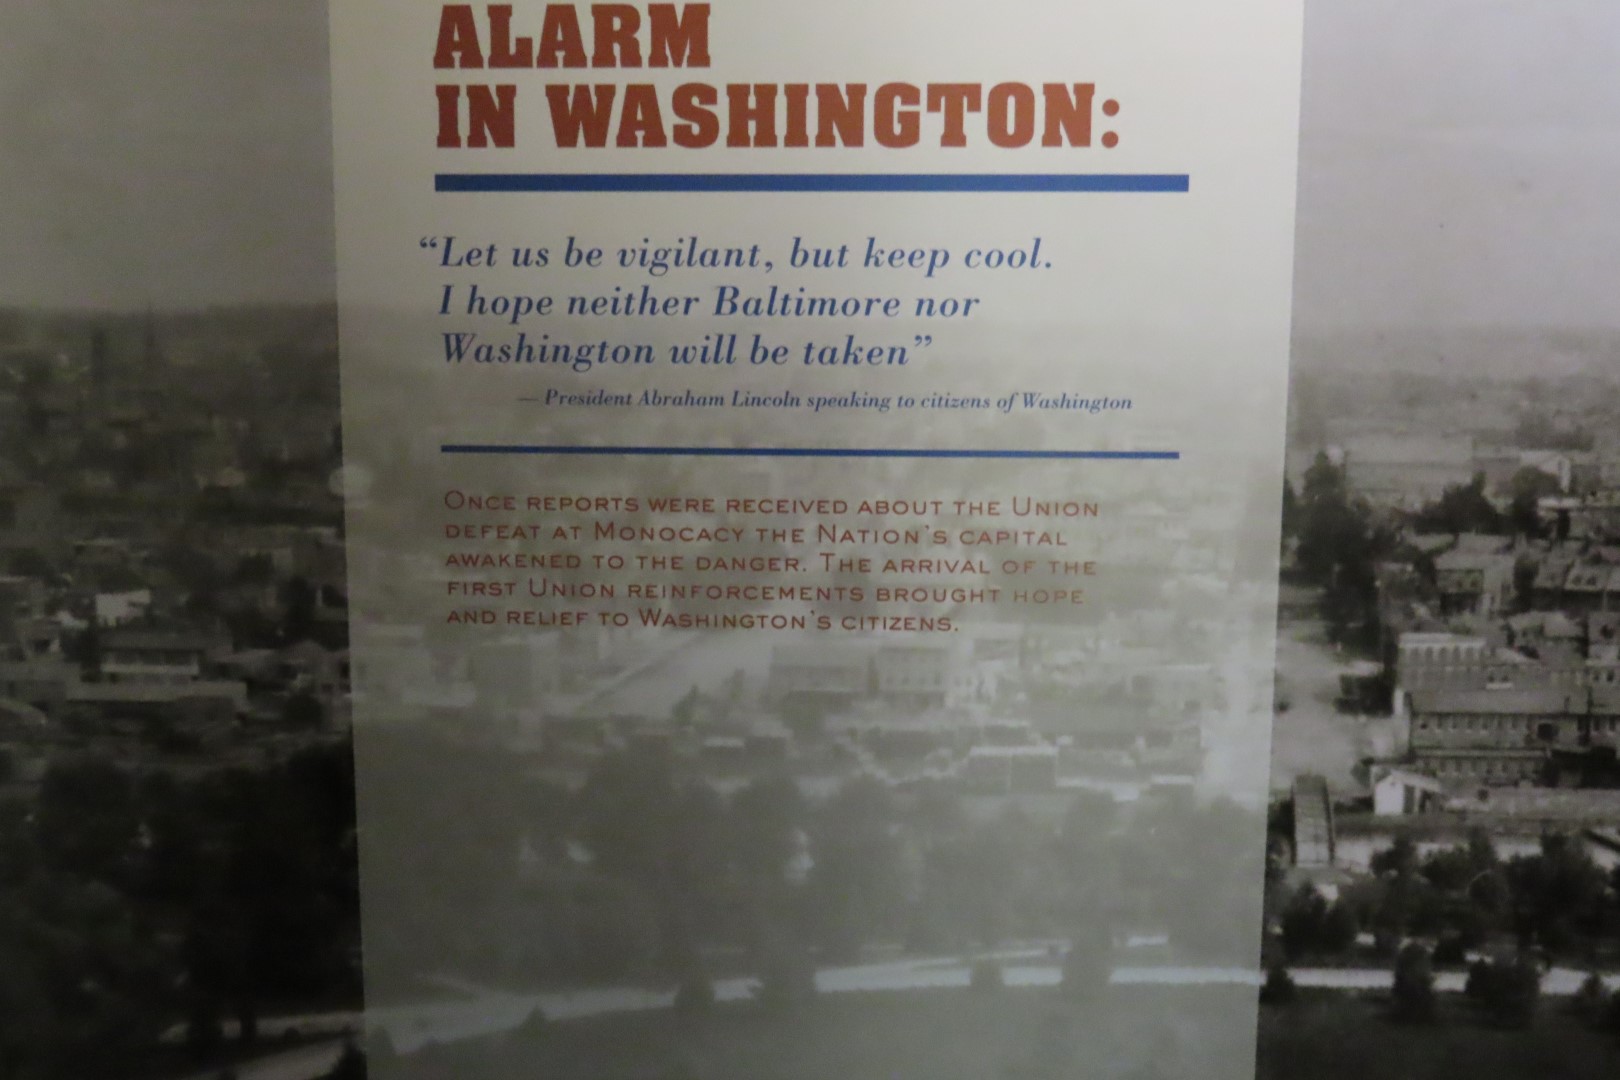 ALARM
IN WASHINGTON:
“Let us be vigilant, but keep cool.
I hope neither Baltimore nor
Washington will be taken”
— President Abraham Lincoln speaking to citizens of Washington
ONCE REPORTS WERE RECEIVED ABOUT THE UNION
DEFEAT AT MONOCACY THE NATION'S CAPITAL
AWAKENED TO THE DANGER. THE ARRIVAL OF THE
FIRST UNION REINFORCEMENTS BROUGHT HOPE
AND RELIEF TO WASHINGTON'S CITIZENS.